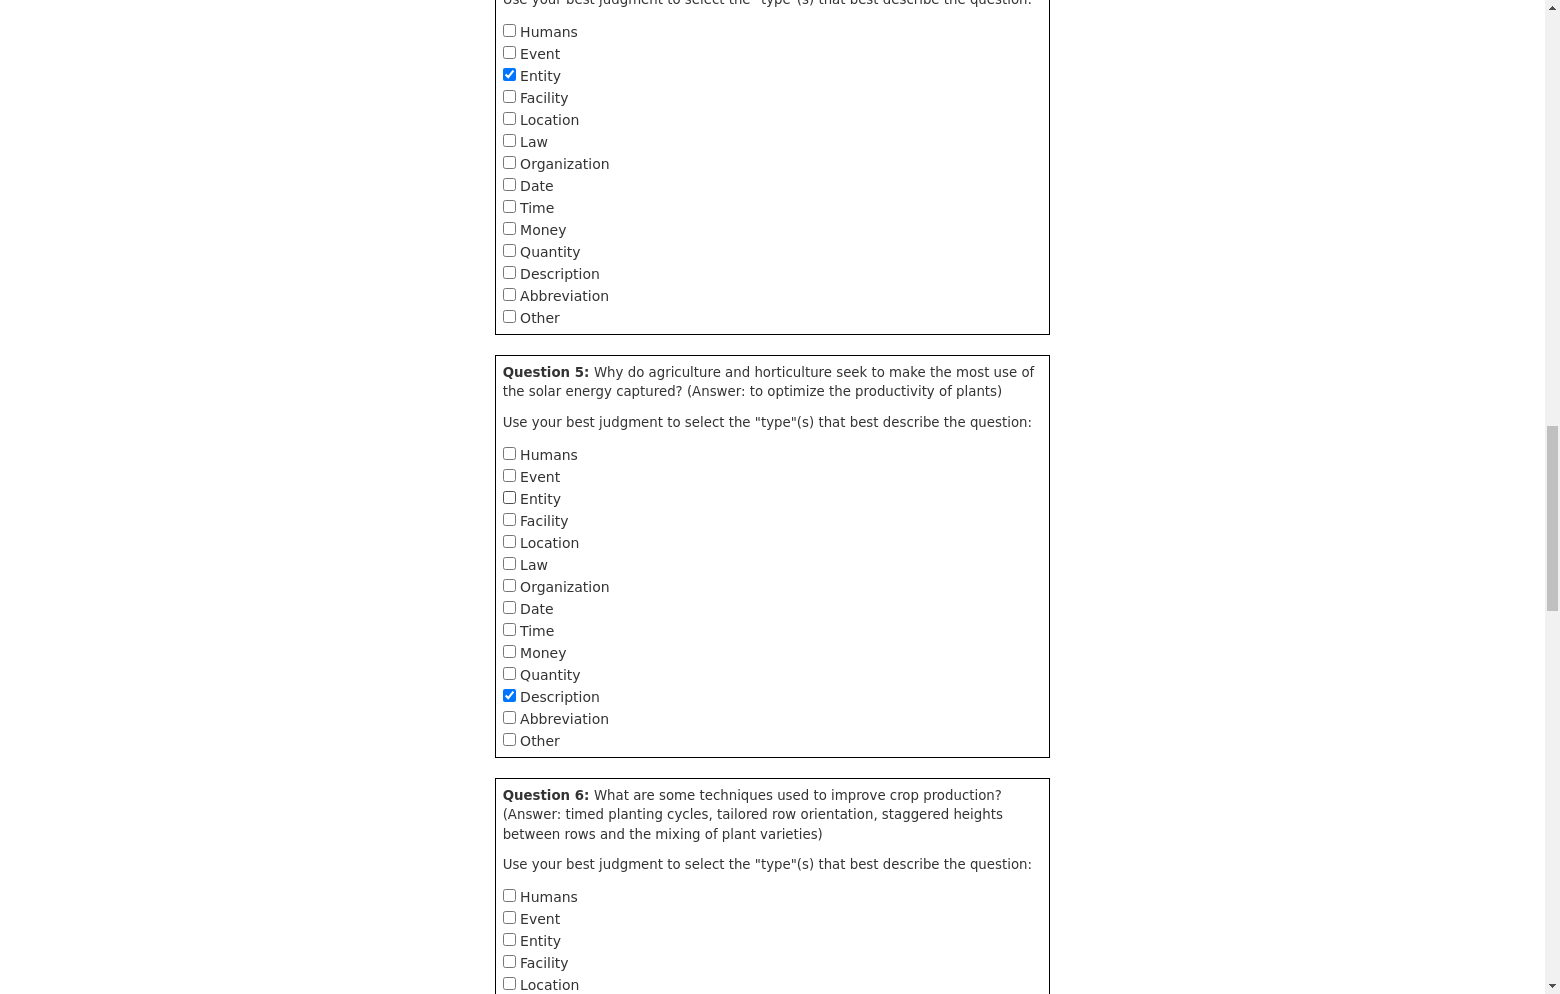 Use your best judgment to select the "type"(s) that best describe the question:
Humans
Event
Entity
Facility
Location
Law
Organization
Date
Time
Money
Quantity
Description
Abbreviation
Other
Question 5: Why do agriculture and horticulture seek to make the most use of
the solar energy captured? (Answer: to optimize the productivity of plants)
Use your best judgment to select the "type"(s) that best describe the question:
Humans
Event
Entity
Facility
Location
Law
Organization
Date
Time
Money
Quantity
Description
Abbreviation
Other
Question 6: What are some techniques used to improve crop production?
(Answer: timed planting cycles, tailored row orientation, staggered heights
between rows and the mixing of plant varieties)
Use your best judgment to select the "type"(s) that best describe the question:
Humans
Event
Entity
Facility
Location